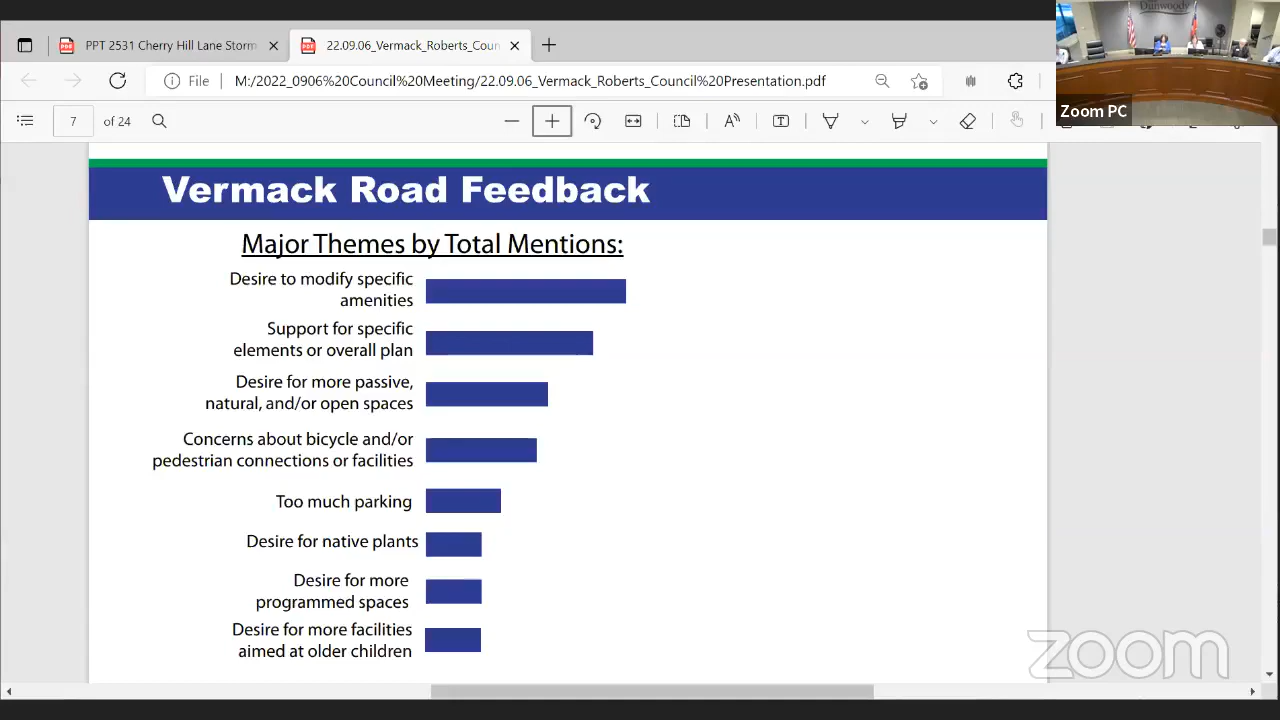 PPT 2531 Cherry Hill Lane Storm
22.09.06_Vermack_Roberts_Coun
File
M:/2022_0906%20Council%20Meeting/22.09.06_Vermack_Roberts_Council%20Presentation.pdf
7
of 24
Dunwoody
Zoom PC
Vermack Road Feedback
Major Themes by Total Mentions:
Desire to modify specific
amenities
Support for specific
elements or overall plan
Desire for more passive,
natural, and/or open spaces
Concerns about bicycle and/or
pedestrian connections or facilities
Too much parking
Desire for native plants
Desire for more
programmed spaces
Desire for more facilities
aimed at older children
zoom